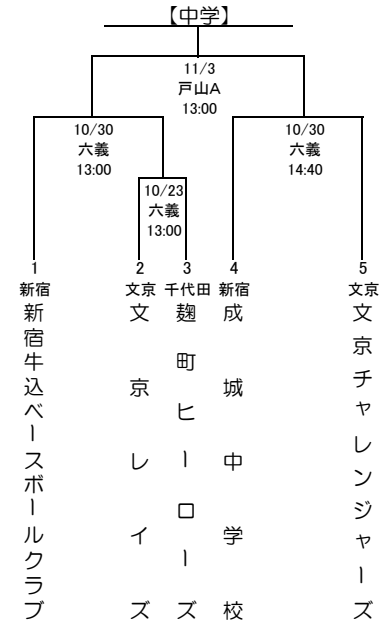 【中学】
11/3
戸山A
13:00
10/30
六義
13:00
10/30
六義
14:40
10/23
六義
13:00
1
新宿
新宿牛込ベースボールクラブ
2
文京
文京レイズ
3
千代田
麹町ヒーローズ
4
新宿
成城中学校
5
文京
文京チャレンジャーズ